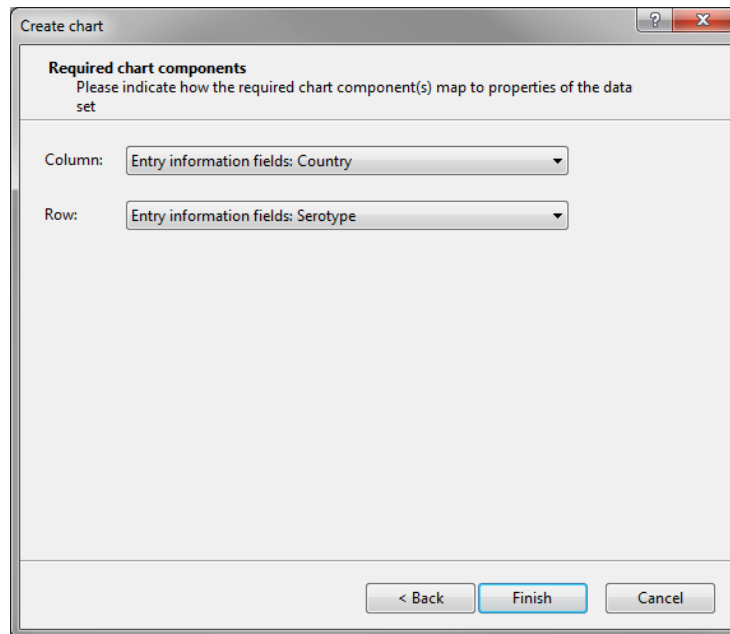 Create chart
?
Required chart components
Please indicate how the required chart component(s) map to properties of the data
set
Column: Entry information fields: Country
Row: Entry information fields: Serotype
< Back Finish Cancel